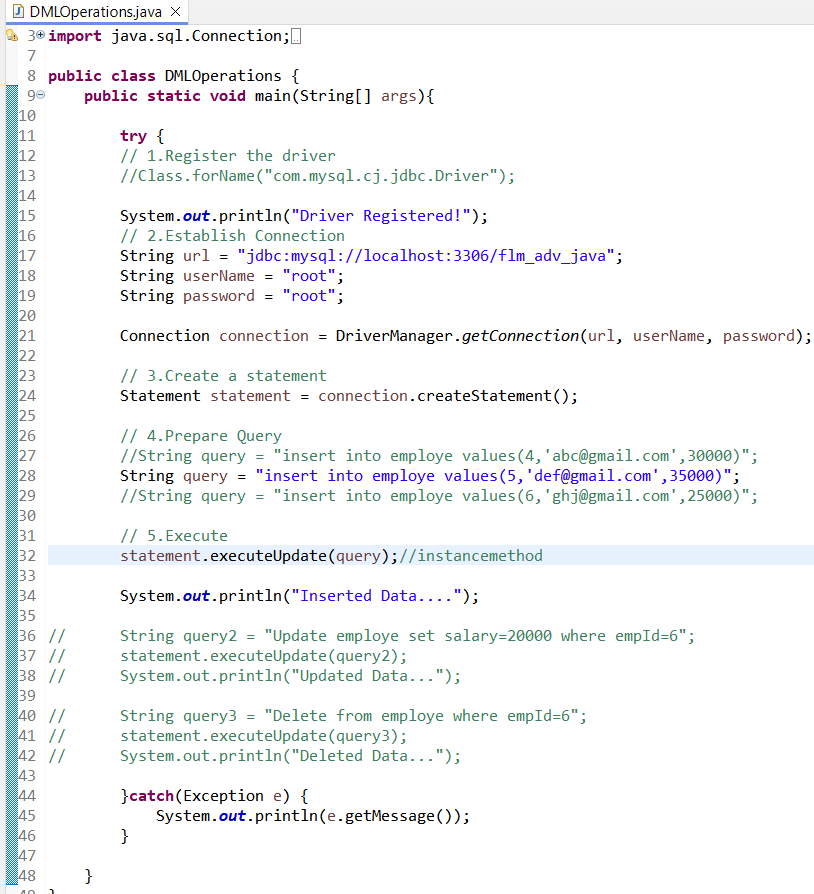 DMLOperations.java
3 import java.sql.Connection;
7
8 public class DMLOperations {
9     public static void main(String[] args){
10
11         try {
12         // 1.Register the driver
13         //Class.forName("com.mysql.cj.jdbc.Driver");
14
15         System.out.println("Driver Registered!");
16         // 2.Establish Connection
17         String url = "jdbc:mysql://localhost:3306/flm_adv_java";
18         String userName = "root";
19         String password = "root";
20
21         Connection connection = DriverManager.getConnection(url, userName, password);
22
23         // 3.Create a statement
24         Statement statement = connection.createStatement();
25
26         // 4.Prepare Query
27         //String query = "insert into employe values(4,'abc@gmail.com',30000)";
28         String query = "insert into employe values(5,'def@gmail.com',35000)";
29         //String query = "insert into employe values(6,'ghj@gmail.com',25000)";
30
31         // 5.Execute
32         statement.executeUpdate(query);//instancemethod
33
34         System.out.println("Inserted Data....");
35
36 //      String query2 = "Update employe set salary=20000 where empId=6";
37 //      statement.executeUpdate(query2);
38 //      System.out.println("Updated Data...");
39
40 //      String query3 = "Delete from employe where empId=6";
41 //      statement.executeUpdate(query3);
42 //      System.out.println("Deleted Data...");
43
44         }catch(Exception e) {
45             System.out.println(e.getMessage());
46         }
47
48     }
49 }